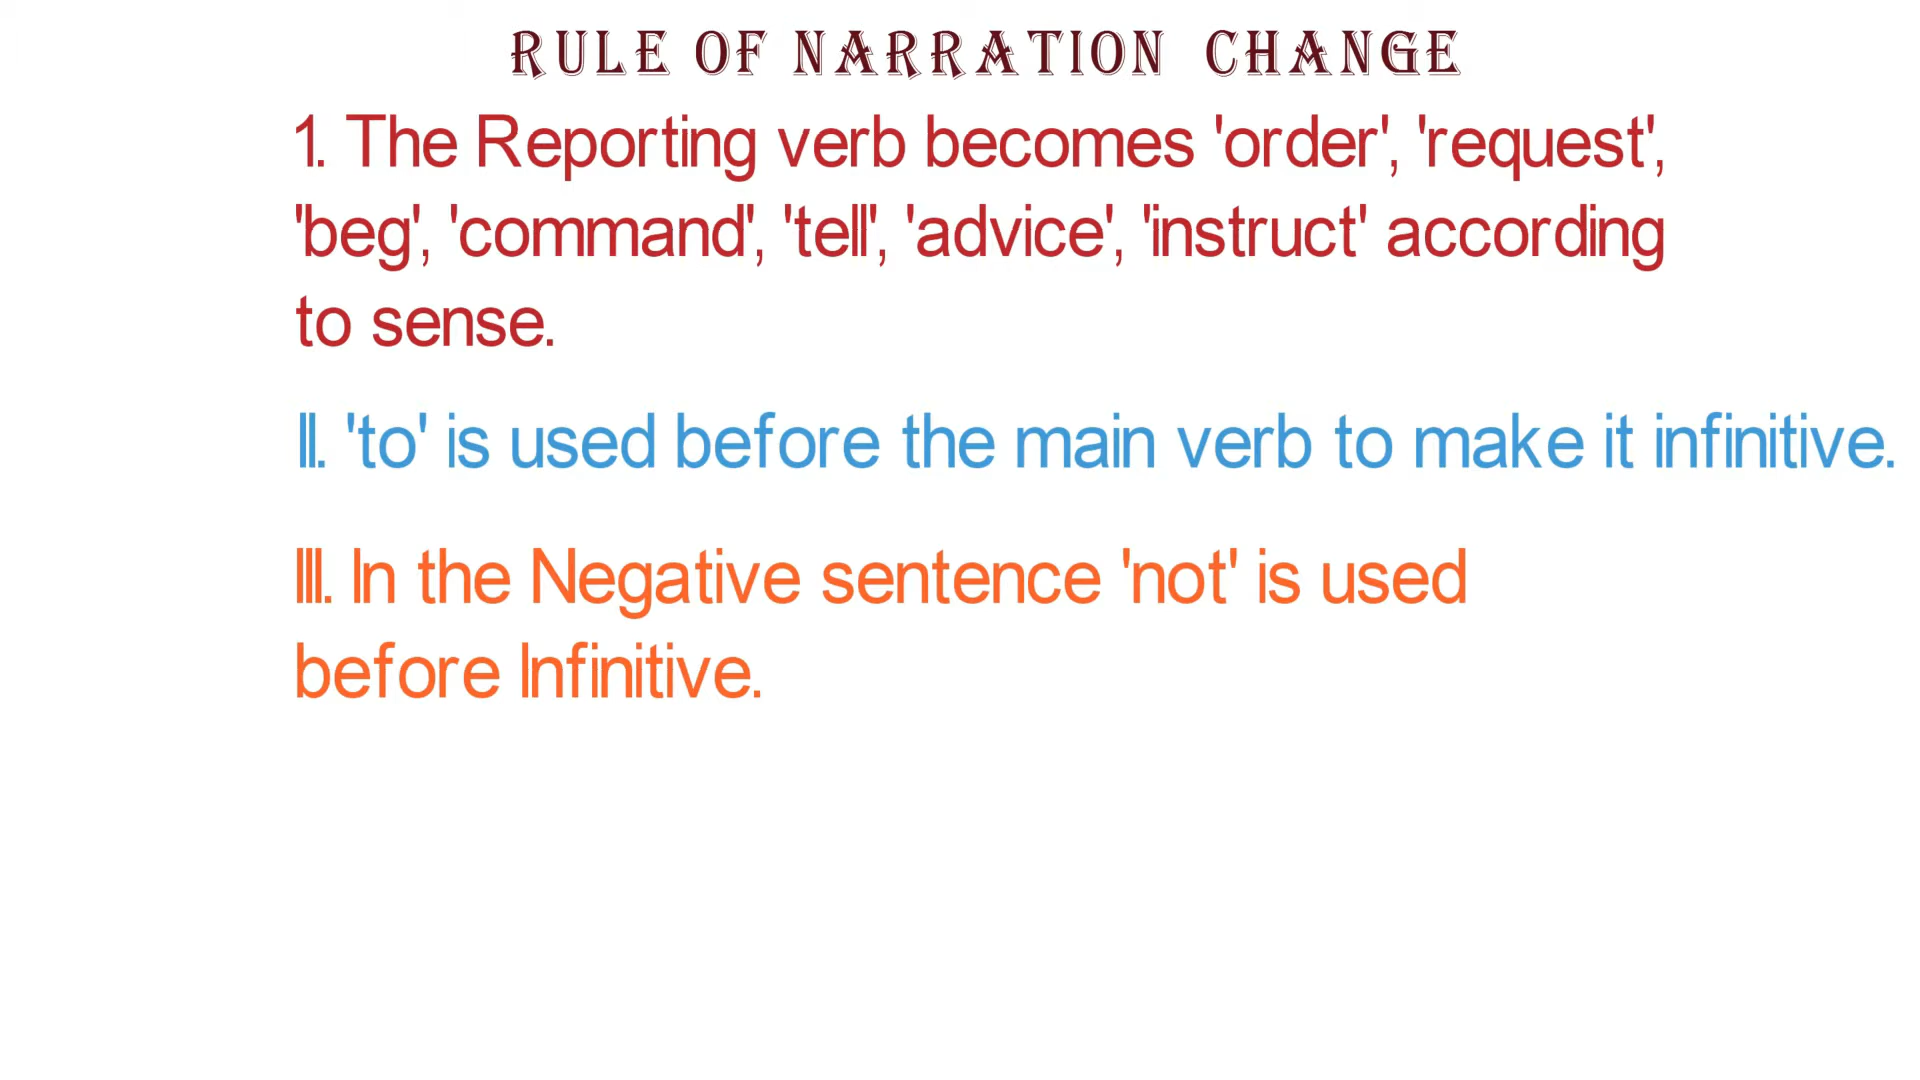 RULE OF NARRATION CHANGE
1. The Reporting verb becomes 'order', 'request',
'beg', 'command', 'tell', 'advice', 'instruct' according
to sense.
II. 'to' is used before the main verb to make it infinitive.
III. In the Negative sentence 'not' is used
before Infinitive.